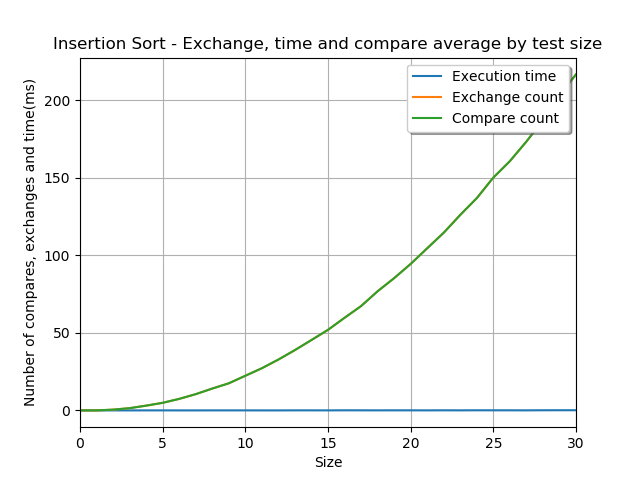 Insertion Sort - Exchange, time and compare average by test size
Number of compares, exchanges and time(ms)
200
150
100
50
0
Execution time
Exchange count
Compare count
0 5 10 15 20 25 30
Size